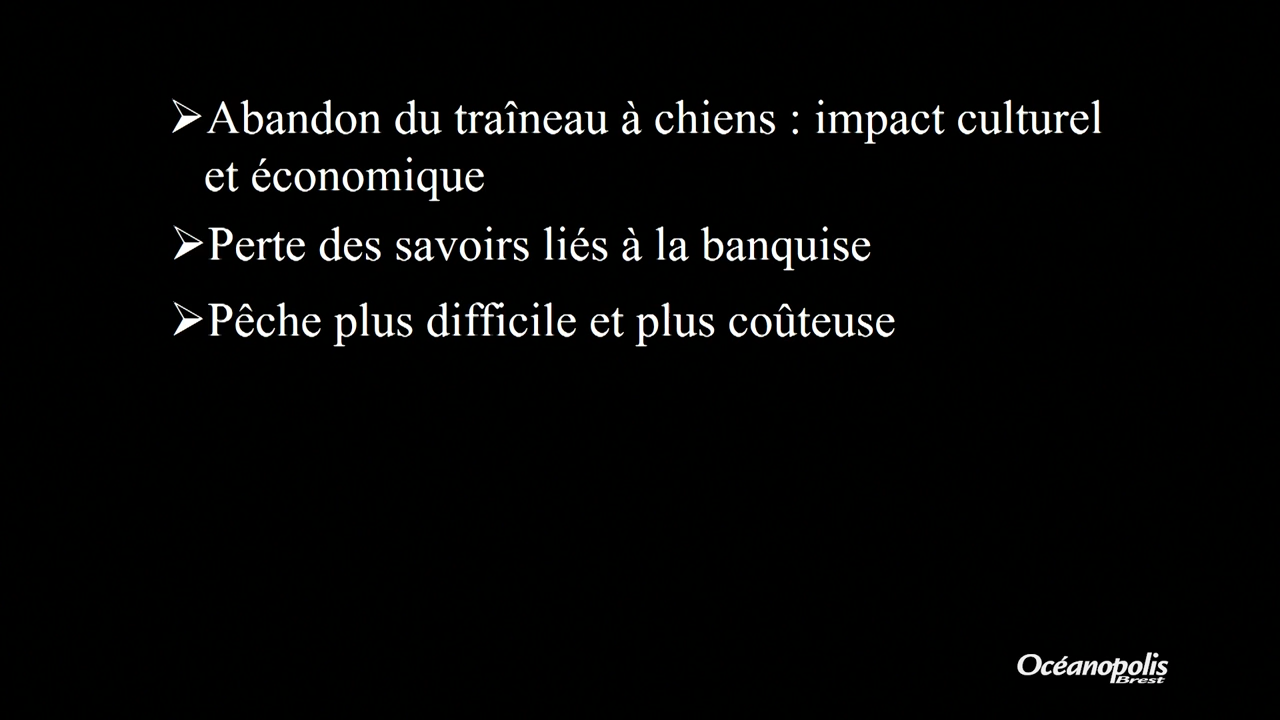 ➢Abandon du traîneau à chiens : impact culturel
et économique
➢Perte des savoirs liés à la banquise
➢Pêche plus difficile et plus coûteuse
Océanopolis
Brest